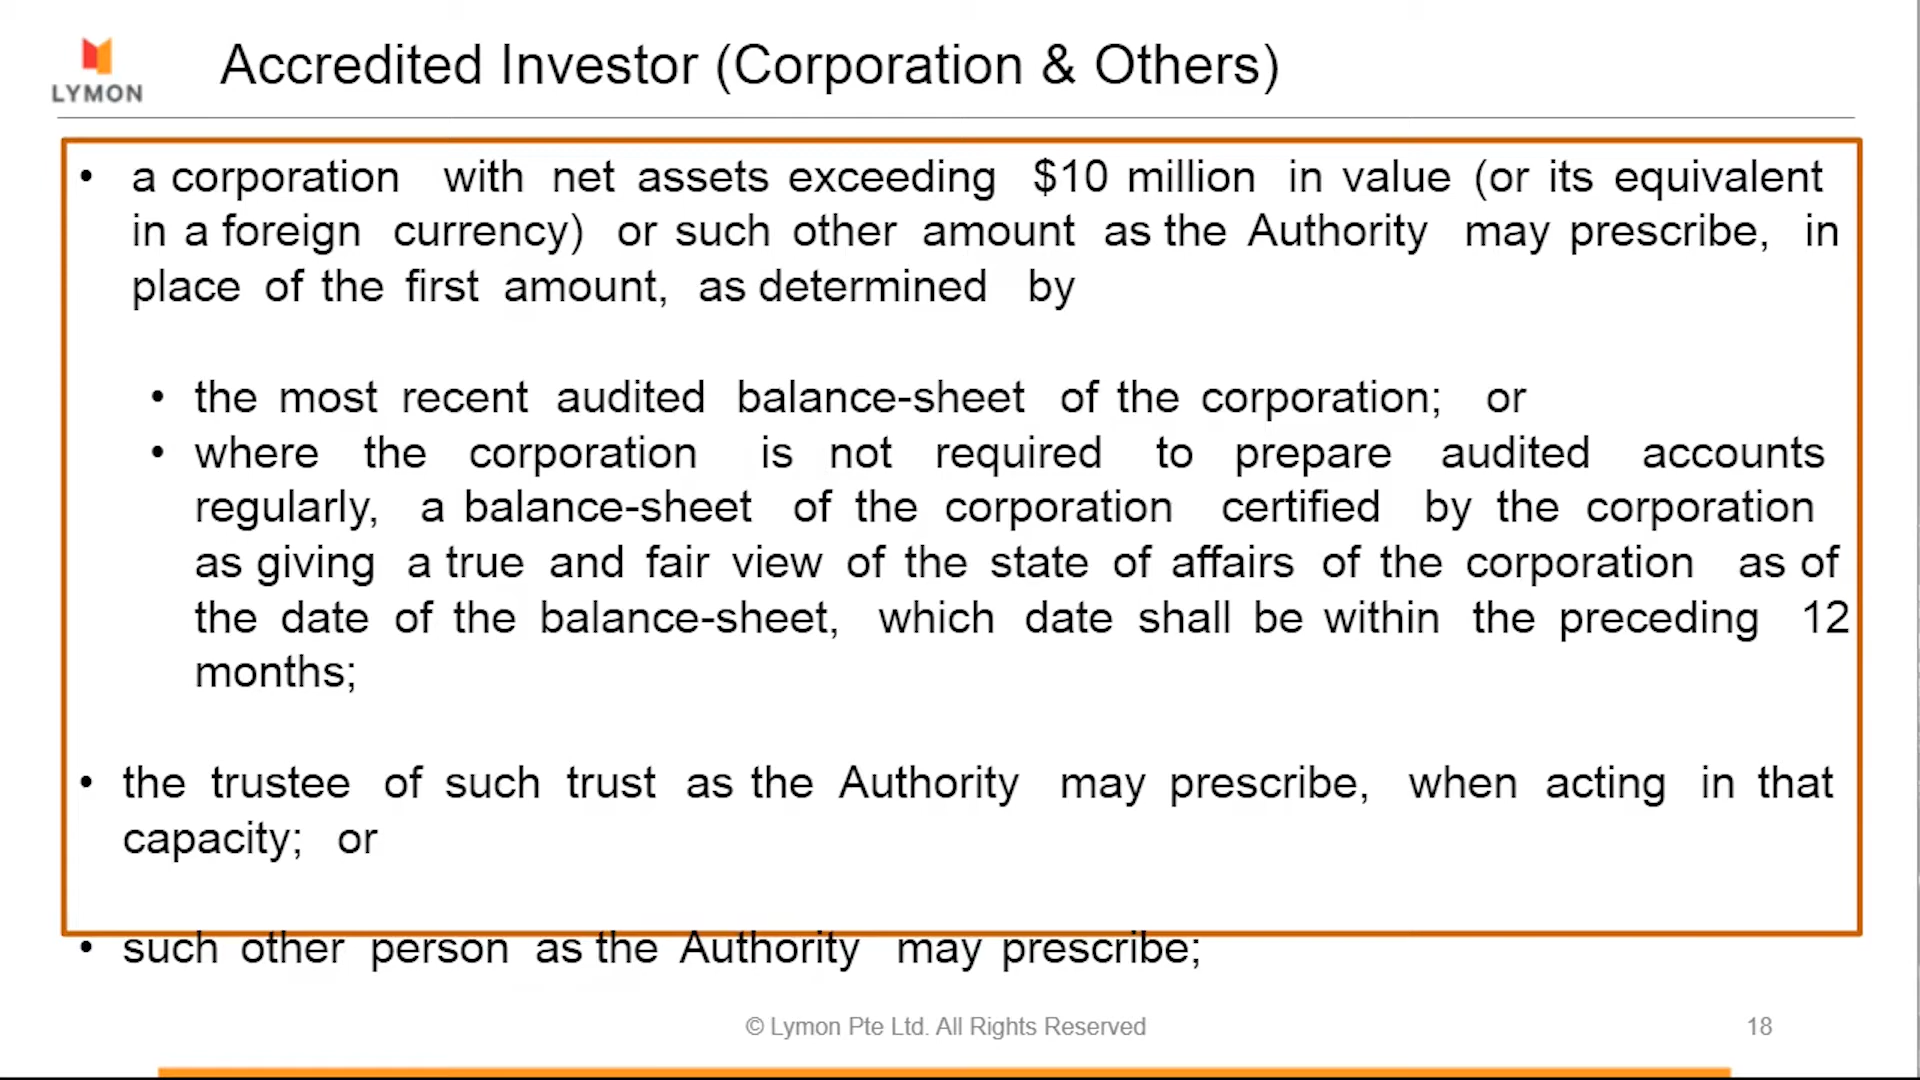 LYMON
Accredited Investor (Corporation & Others)
• a corporation with net assets exceeding $10 million in value (or its equivalent
in a foreign currency) or such other amount as the Authority may prescribe, in
place of the first amount, as determined by
• the most recent audited balance-sheet of the corporation; or
• where the corporation is not required to prepare audited accounts
regularly, a balance-sheet of the corporation certified by the corporation
as giving a true and fair view of the state of affairs of the corporation as of
the date of the balance-sheet, which date shall be within the preceding 12
months;
• the trustee of such trust as the Authority may prescribe, when acting in that
capacity; or
• such other person as the Authority may prescribe;
© Lymon Pte Ltd. All Rights Reserved
18